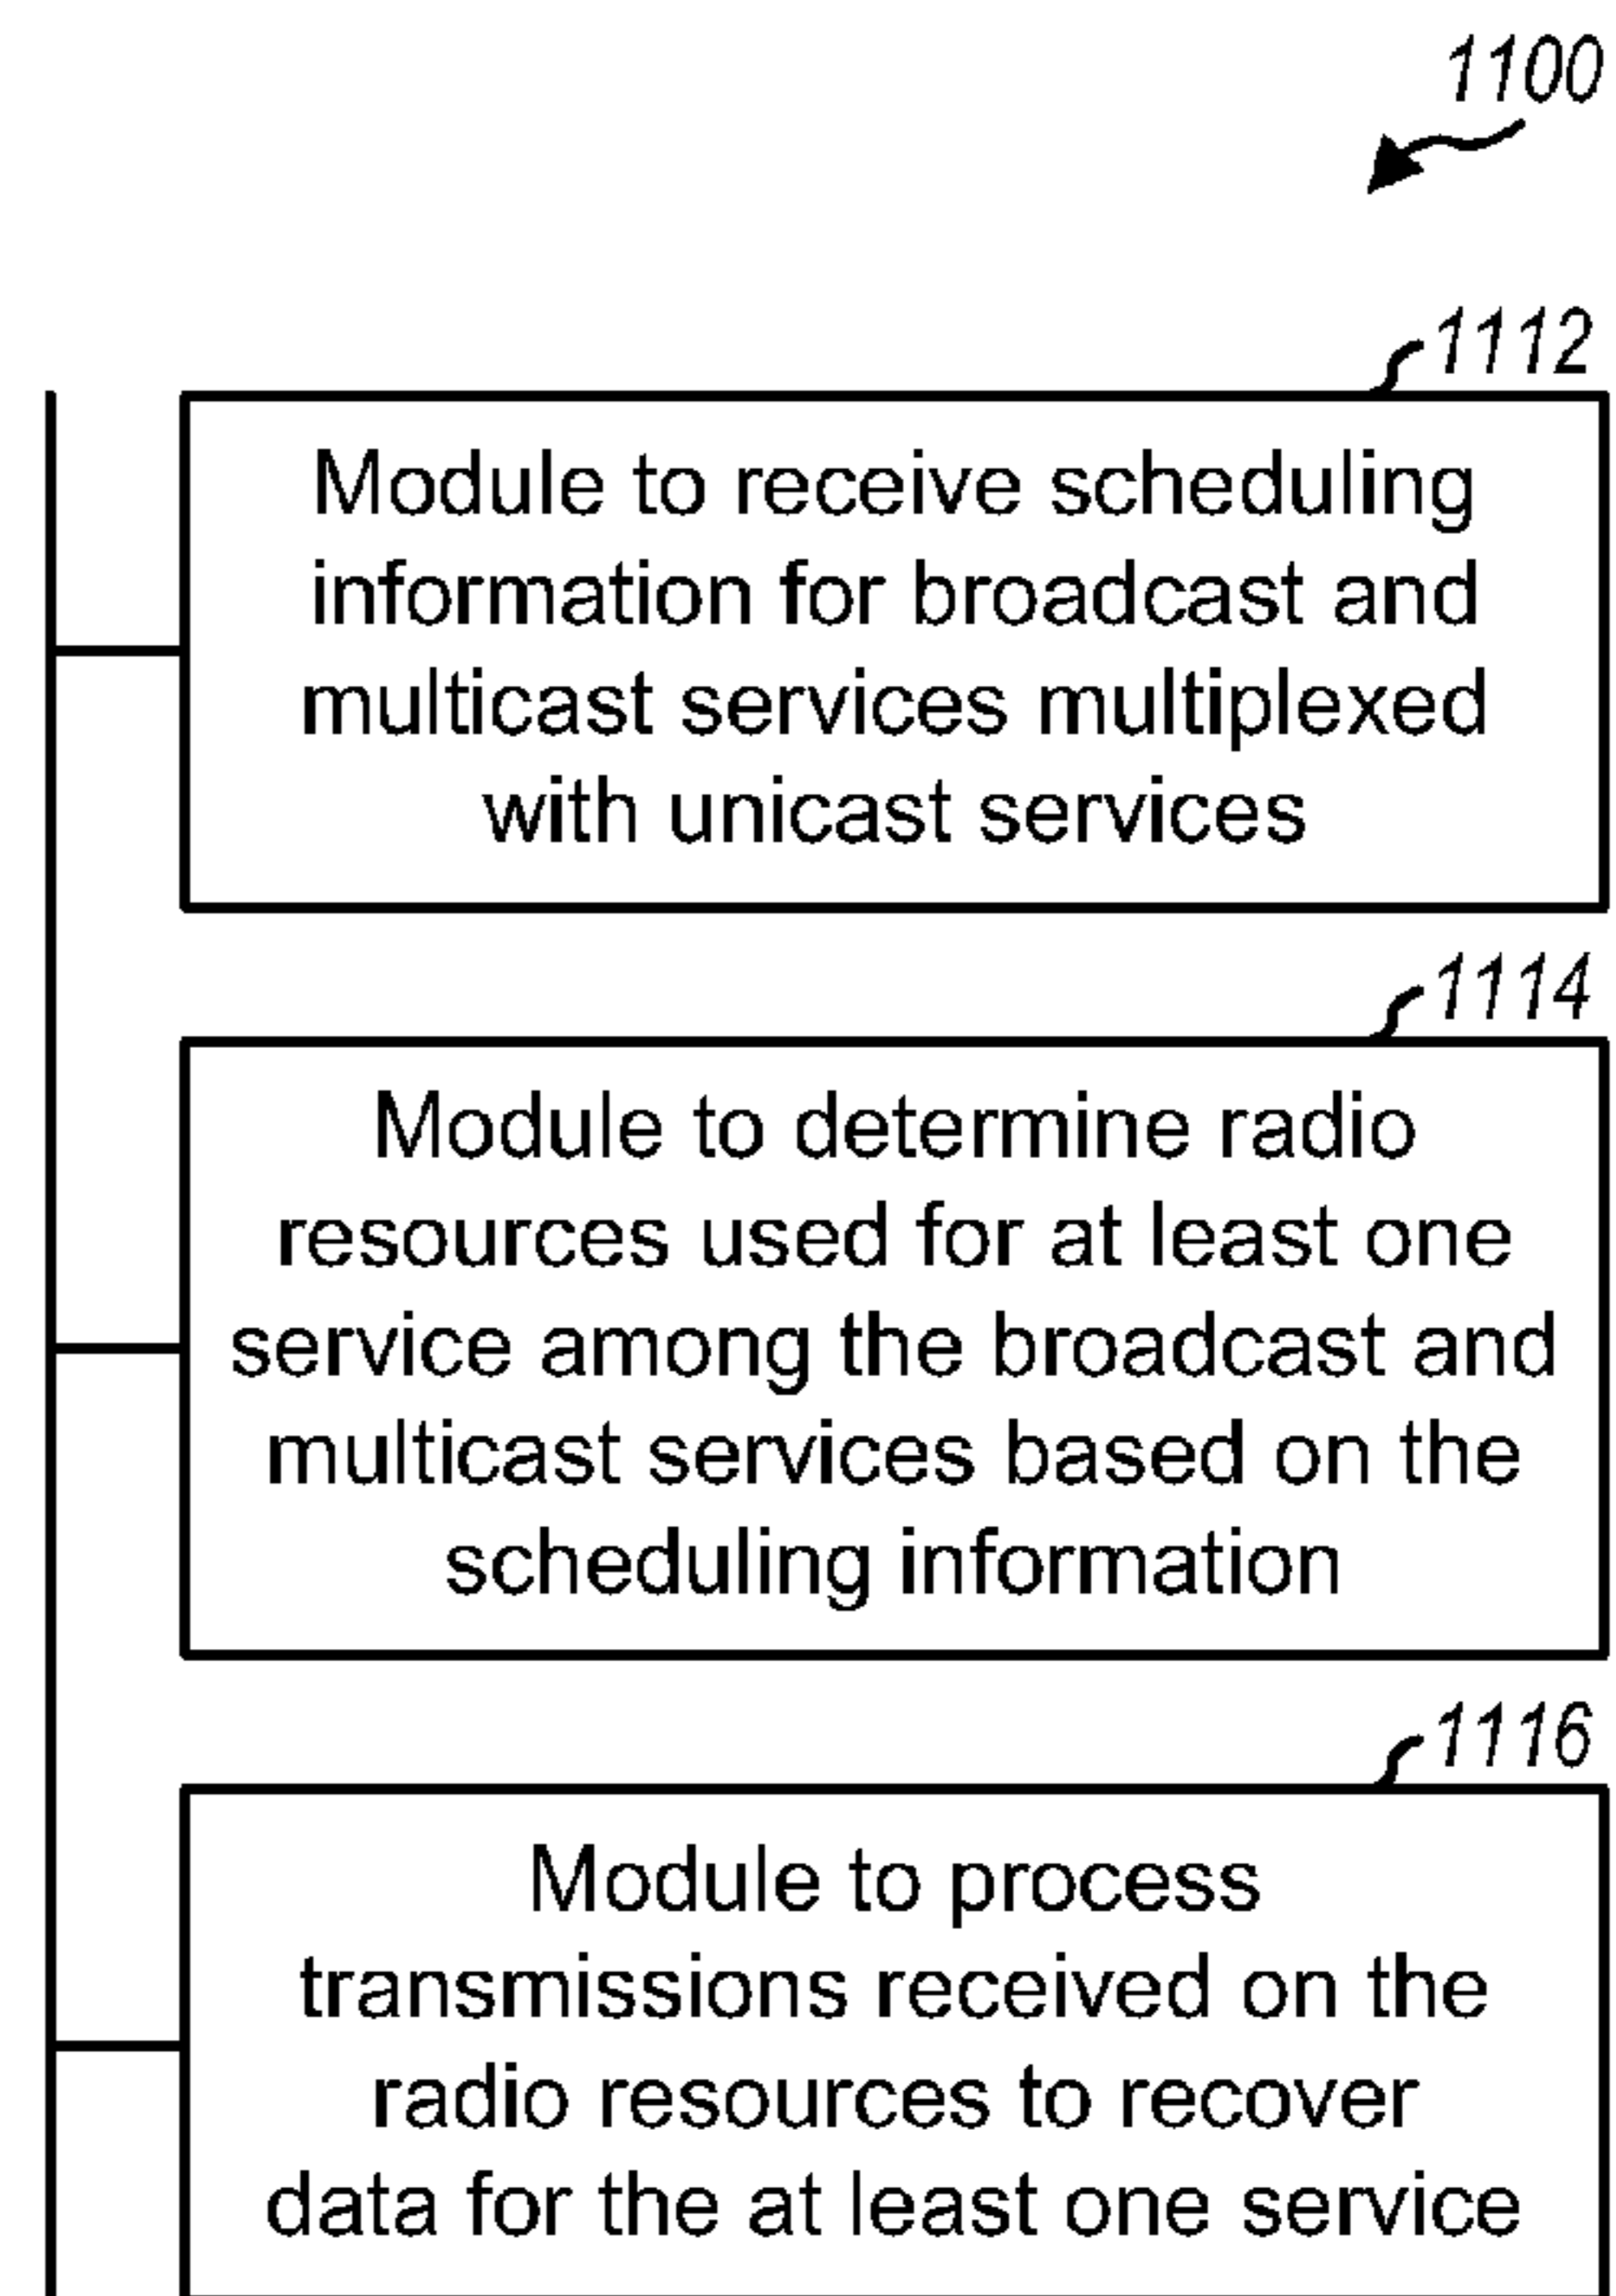 1100
1112
Module to receive scheduling
information for broadcast and
multicast services multiplexed
with unicast services
1114
Module to determine radio
resources used for at least one
service among the broadcast and
multicast services based on the
scheduling information
1116
Module to process
transmissions received on the
radio resources to recover
data for the at least one service